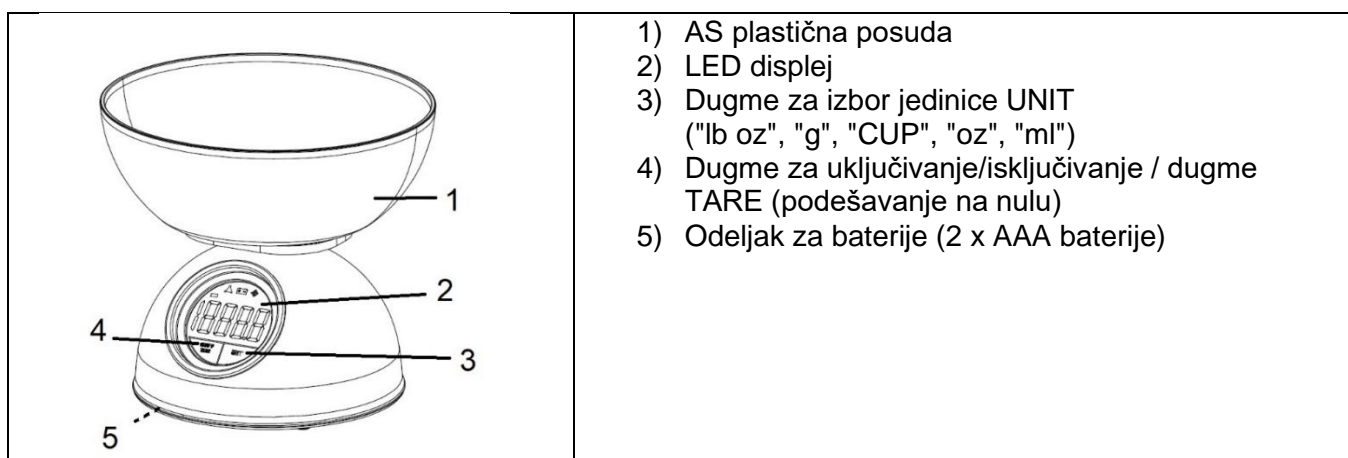 1
2
3
4
5
1) AS plastična posuda
2) LED displej
3) Dugme za izbor jedinice UNIT
("lb oz", "g", "CUP", "oz", "ml")
4) Dugme za uključivanje/isključivanje / dugme
TARE (podešavanje na nulu)
5) Odeljak za baterije (2 x AAA baterije)